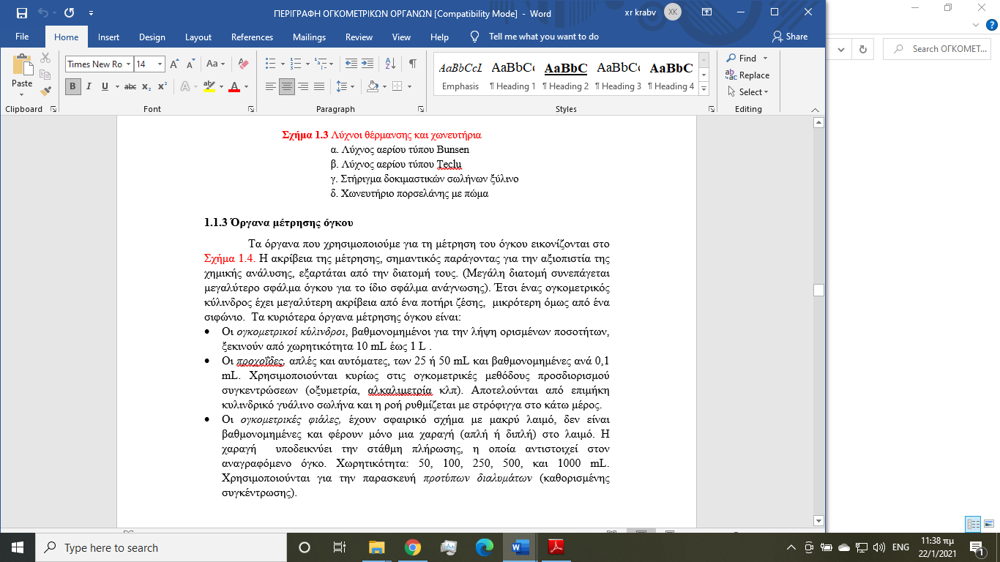 ΠΕΡΙΓΡΑΦΗ ΟΓΚΟΜΕΤΡΙΚΩΝ ΟΡΓΑΝΩΝ [Compatibility Mode] - Word
xr krabv
XK
File Home Insert Design Layout References Mailings Review View Help Tell me what you want to do Share
Search ΟΓΚΟΜΕΤ...
Times New Ro 14 Aa
Paste
B I U abc x₂ x² A ab A
AaBbCcL AaBbCc AaBbCc AaBbCc AaBbC
Emphasis ¶ Heading 1 ¶ Heading 2 ¶ Heading 3 ¶ Heading 4
Find
Replace
Select
Clipboard Font Paragraph Styles Editing
Σχήμα 1.3 Λύχνοι θέρμανσης και χωνευτήρια
α. Λύχνος αερίου τύπου Bunsen
β. Λύχνος αερίου τύπου Teclu
γ. Στήριγμα δοκιμαστικών σωλήνων ξύλινο
δ. Χωνευτήριο πορσελάνης με πώμα
1.1.3 Όργανα μέτρησης όγκου
Τα όργανα που χρησιμοποιούμε για τη μέτρηση του όγκου εικονίζονται στο
Σχήμα 1.4. Η ακρίβεια της μέτρησης, σημαντικός παράγοντας για την αξιοπιστία της
χημικής ανάλυσης, εξαρτάται από την διατομή τους. (Μεγάλη διατομή συνεπάγεται
μεγαλύτερο σφάλμα όγκου για το ίδιο σφάλμα ανάγνωσης). Έτσι ένας ογκομετρικός
κύλινδρος έχει μεγαλύτερη ακρίβεια από ένα ποτήρι ζέσης, μικρότερη όμως από ένα
σιφώνιο. Τα κυριότερα όργανα μέτρησης όγκου είναι:
• Οι ογκομετρικοί κύλινδροι, βαθμονομημένοι για την λήψη ορισμένων ποσοτήτων,
ξεκινούν από χωρητικότητα 10 mL έως 1 L .
• Οι προχοΐδες, απλές και αυτόματες, των 25 ή 50 mL και βαθμονομημένες ανά 0,1
mL. Χρησιμοποιούνται κυρίως στις ογκομετρικές μεθόδους προσδιορισμού
συγκεντρώσεων (οξυμετρία, αλκαλιμετρία κλπ). Αποτελούνται από επιμήκη
κυλινδρικό γυάλινο σωλήνα και η ροή ρυθμίζεται με στρόφιγγα στο κάτω μέρος.
• Οι ογκομετρικές φιάλες, έχουν σφαιρικό σχήμα με μακρύ λαιμό, δεν είναι
βαθμονομημένες και φέρουν μόνο μια χαραγή (απλή ή διπλή) στο λαιμό. Η
χαραγή υποδεικνύει την στάθμη πλήρωσης, η οποία αντιστοιχεί στον
αναγραφόμενο όγκο. Χωρητικότητα: 50, 100, 250, 500, και 1000 mL.
Χρησιμοποιούνται για την παρασκευή προτύπων διαλυμάτων (καθορισμένης
συγκέντρωσης).
Type here to search
ENG
11:38 πμ
22/1/2021
1